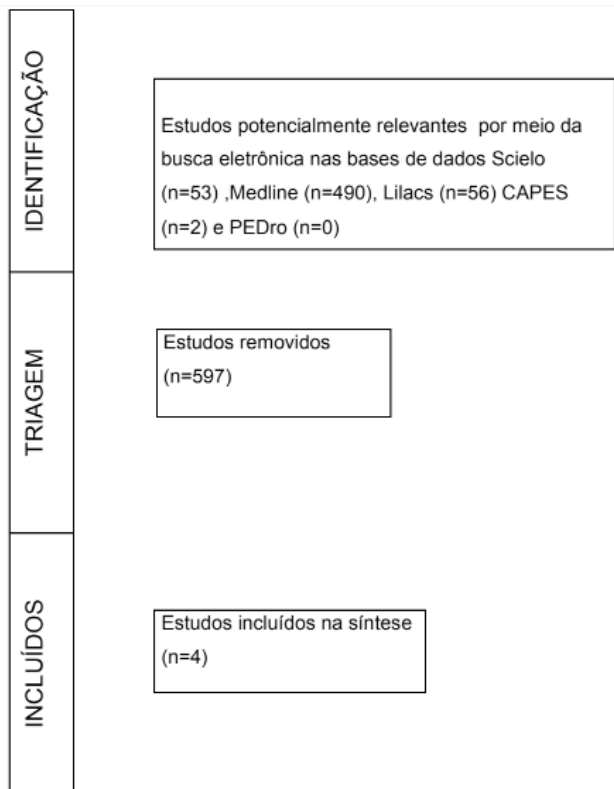 IDENTIFICAÇÃO
Estudos potencialmente relevantes por meio da
busca eletrônica nas bases de dados Scielo
(n=53) ,Medline (n=490), Lilacs (n=56) CAPES
(n=2) e PEDro (n=0)
TRIAGEM
Estudos removidos
(n=597)
INCLUÍDOS
Estudos incluídos na síntese
(n=4)